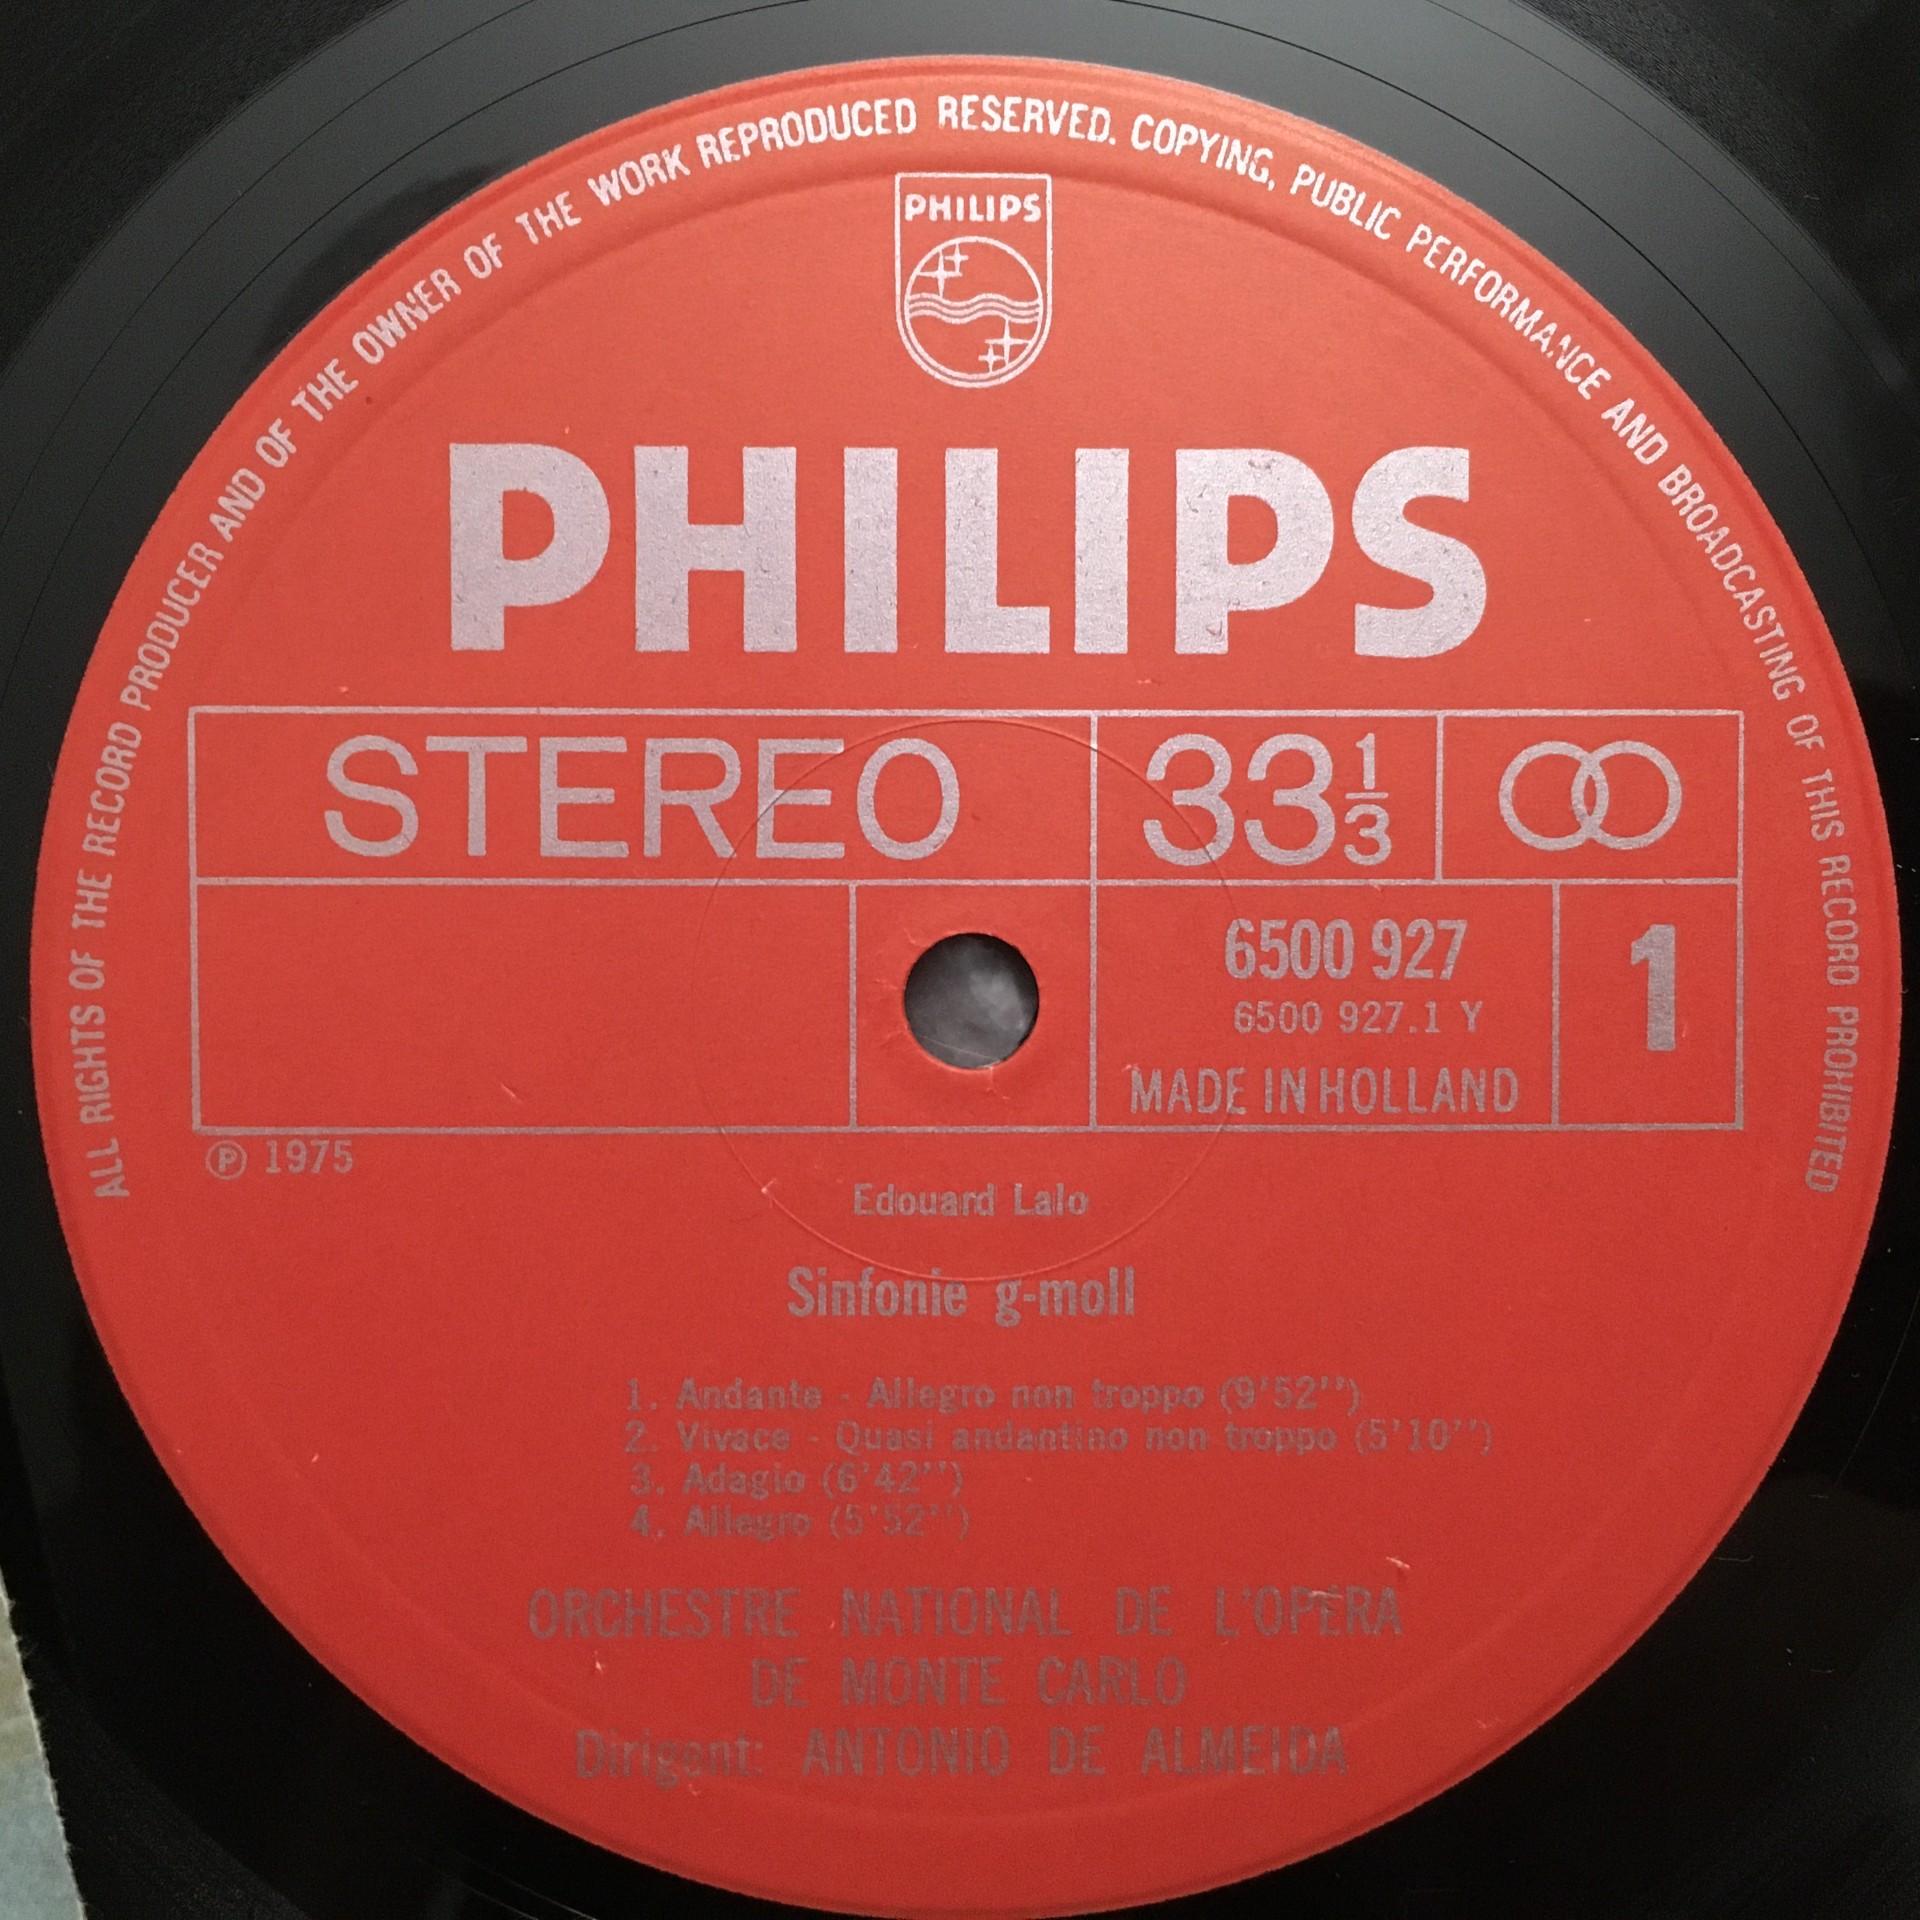 ALL RIGHTS OF THE RECORD PRODUCER AND OF THE OWNER OF THE WORK REPRODUCED RESERVED. COPYING, PUBLIC PERFORMANCE AND BROADCASTING OF THIS RECORD PROHIBITED
PHILIPS
PHILIPS
STEREO 33 1/3
6500 927
6500 927.1 Y
MADE IN HOLLAND
1
℗ 1975
Edouard Lalo
Sinfonie g-moll
1. Andante - Allegro non troppo (9'52'')
2. Vivace - Quasi andantino non troppo (5'10'')
3. Adagio (6'42'')
4. Allegro (5'52'')
ORCHESTRE NATIONAL DE L'OPÉRA
DE MONTE CARLO
Dirigent: ANTONIO DE ALMEIDA